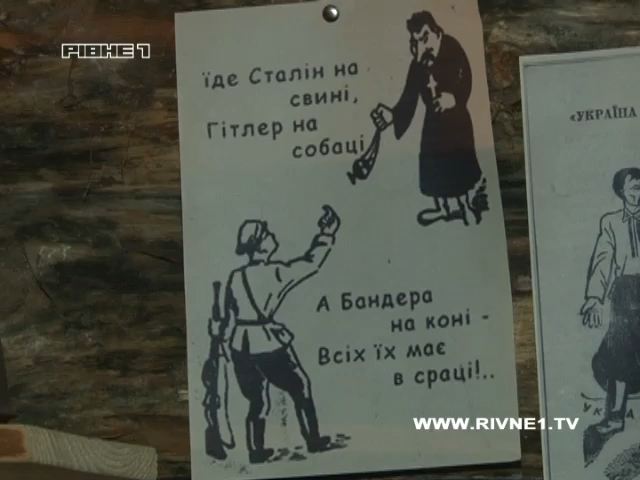 РІВНЕ 1
їде Сталін на
свині,
Гітлер на
собаці
А Бандера
на коні -
Всіх їх має
в сраці!..
«УКРАЇНА
WWW.RIVNE1.TV